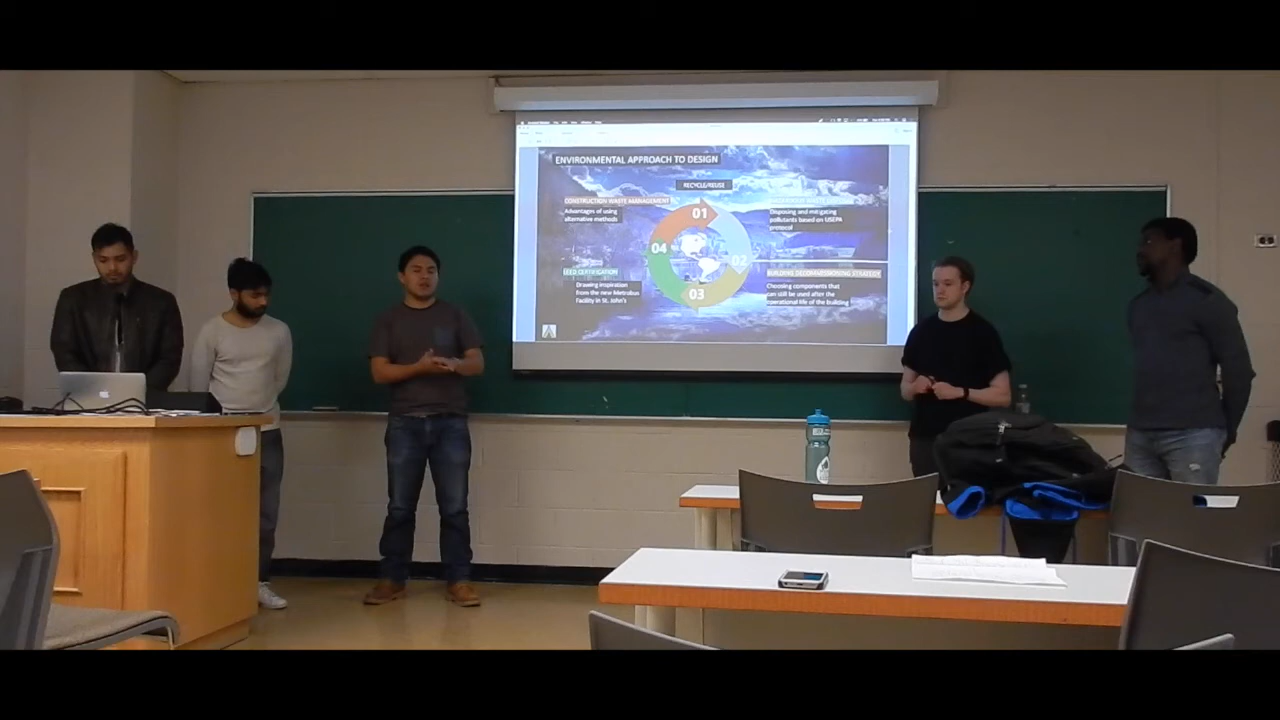 ENVIRONMENTAL APPROACH TO DESIGN
RECYCLE/REUSE
CONSTRUCTION WASTE MANAGEMENT
Advantages of using
alternative methods
Disposing and mitigating
pollutants based on USEPA
protocol
01
02
03
04
LEED CERTIFICATION
Drawing inspiration
from the new Metrobus
Facility in St. John's
BUILDING DECOMMISSIONING STRATEGY
Choosing components that
can still be used after the
operational life of the building